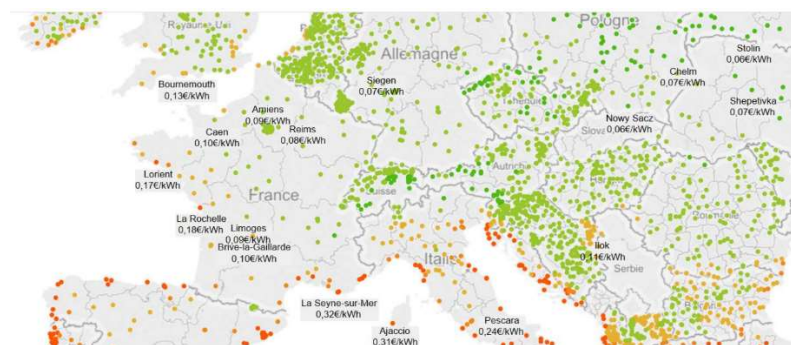 Pologne
Royaume-Uni
Allemagne
Stolin
0,06€/kWh
Chelm
0,07€/kWh
Bournemouth
0,13€/kWh
Siegen
0,07€/kWh
Shepetivka
0,07€/kWh
Amiens
0,09€/kWh
Reims
0,08€/kWh
Caen
0,10€/kWh
Nowy Sacz
0,06€/kWh
Autriche
Lorient
0,17€/kWh
France
Suisse
La Rochelle
0,18€/kWh
Limoges
0,09€/kWh
Brive-la-Gaillarde
0,10€/kWh
Roumanie
Italie
Ilok
0,11€/kWh
Serbie
La Seyne-sur-Mer
0,32€/kWh
Ajaccio
0,31€/kWh
Pescara
0,24€/kWh